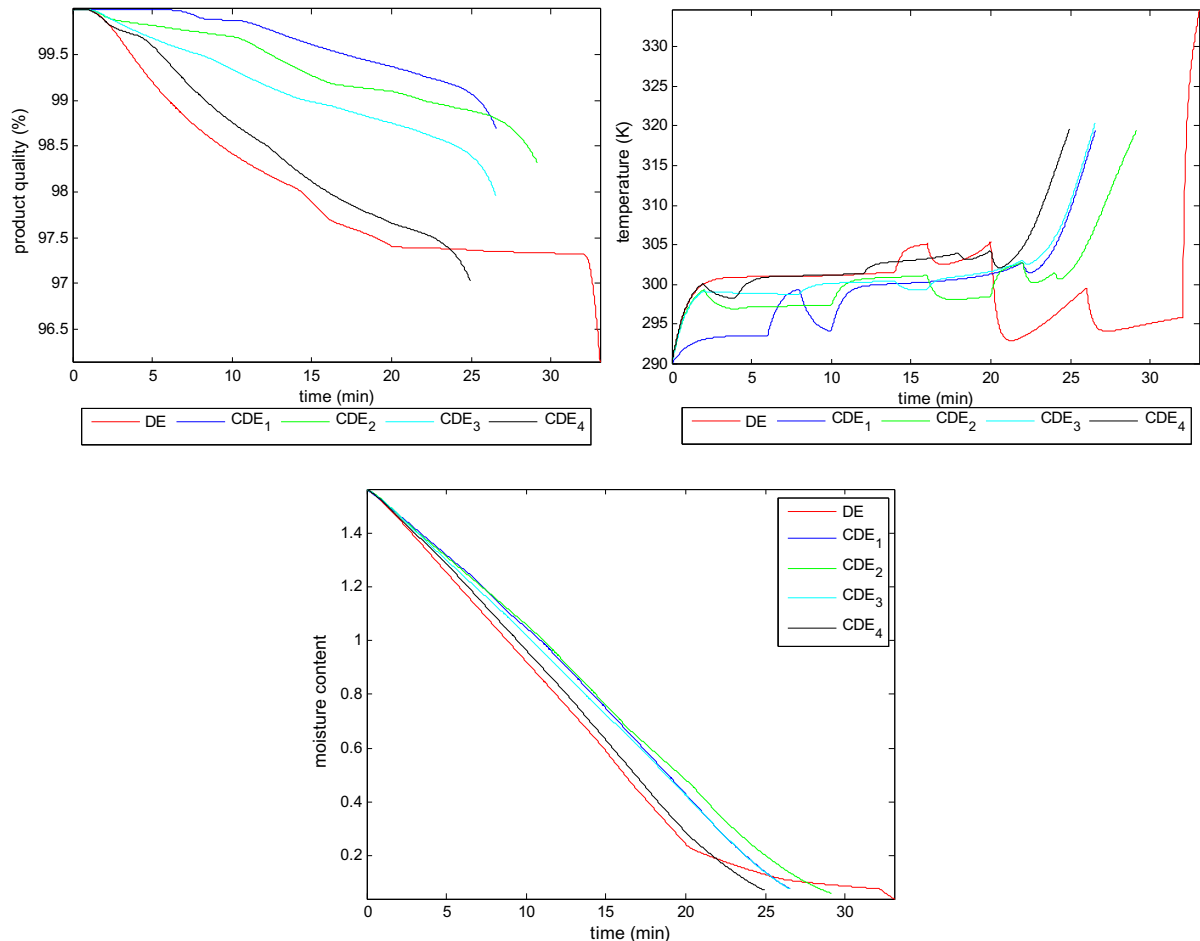 99.5
99
98.5
98
97.5
97
96.5
product quality (%)
0 5 10 15 20 25 30
time (min)
DE CDE1 CDE2 CDE3 CDE4
335
330
325
320
315
310
305
300
295
290
temperature (K)
0 5 10 15 20 25 30
time (min)
DE CDE1 CDE2 CDE3 CDE4
1.4
1.2
1
0.8
0.6
0.4
0.2
moisture content
DE
CDE1
CDE2
CDE3
CDE4
0 5 10 15 20 25 30
time (min)